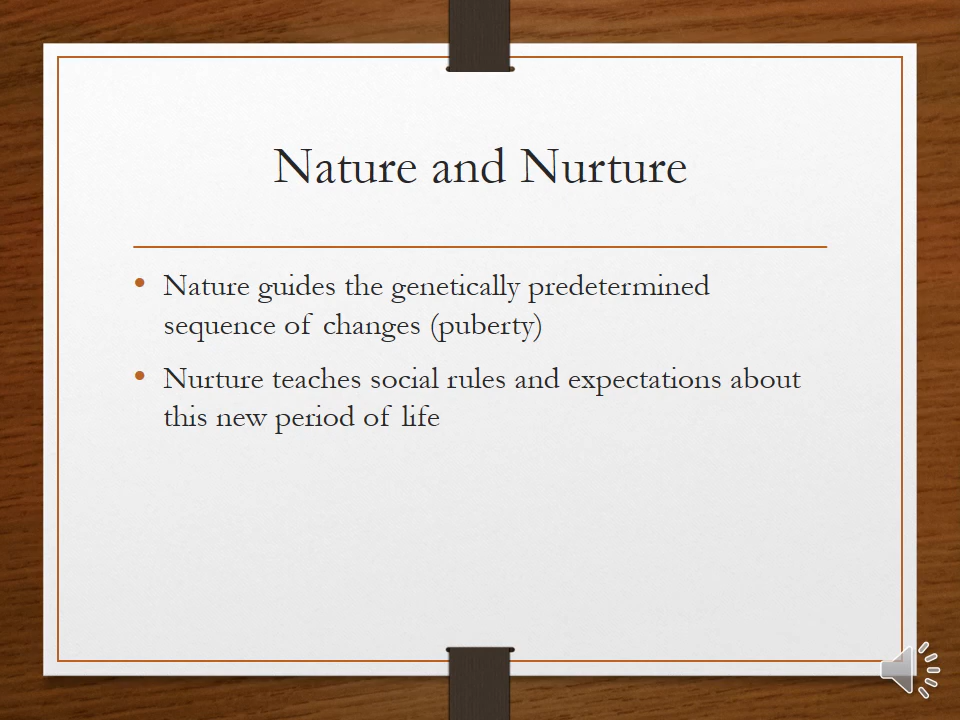 Nature and Nurture
• Nature guides the genetically predetermined
sequence of changes (puberty)
• Nurture teaches social rules and expectations about
this new period of life